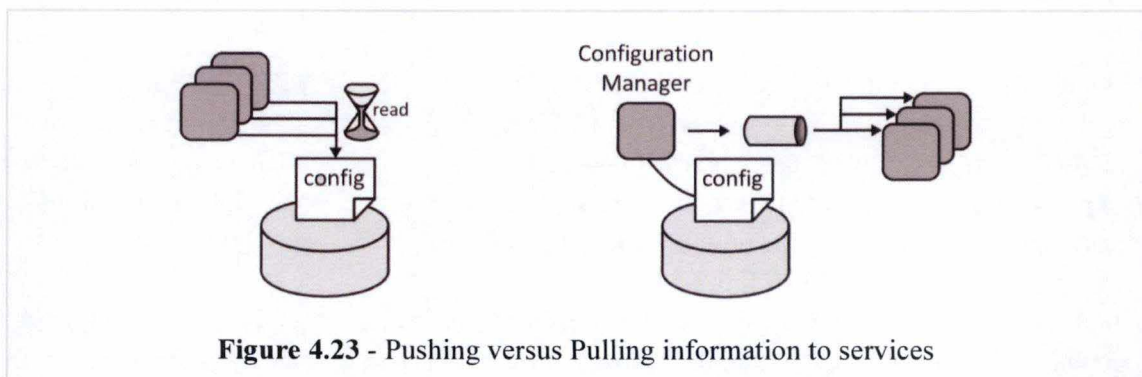 read
config
Configuration
Manager
config
Figure 4.23 - Pushing versus Pulling information to services